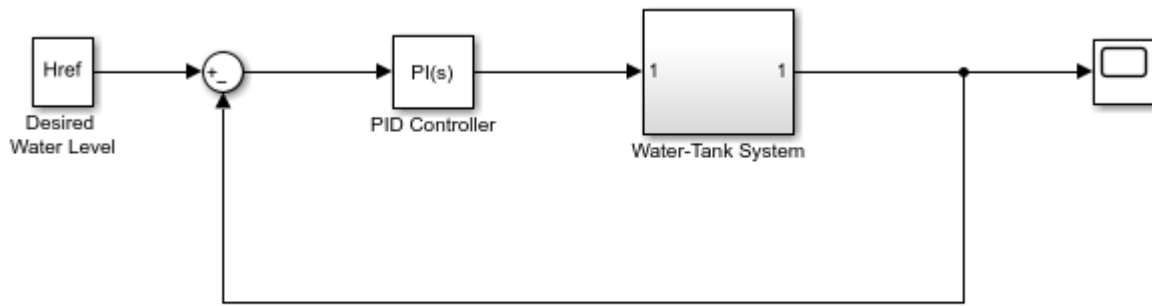 Href
Desired
Water Level
+
−
PI(s)
PID Controller
1
1
Water-Tank System